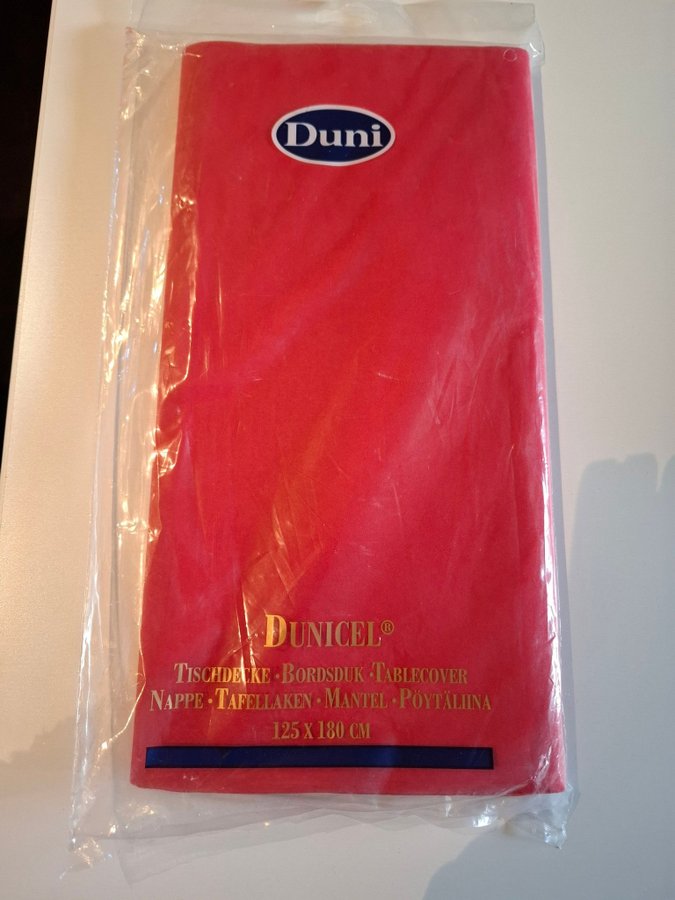 Duni
DUNICEL®
TISCHDECKE · BORDSDUK · TABLECOVER
NAPPE · TAFELLAKEN · MANTEL · PÖYTÄLIINA
125 X 180 CM